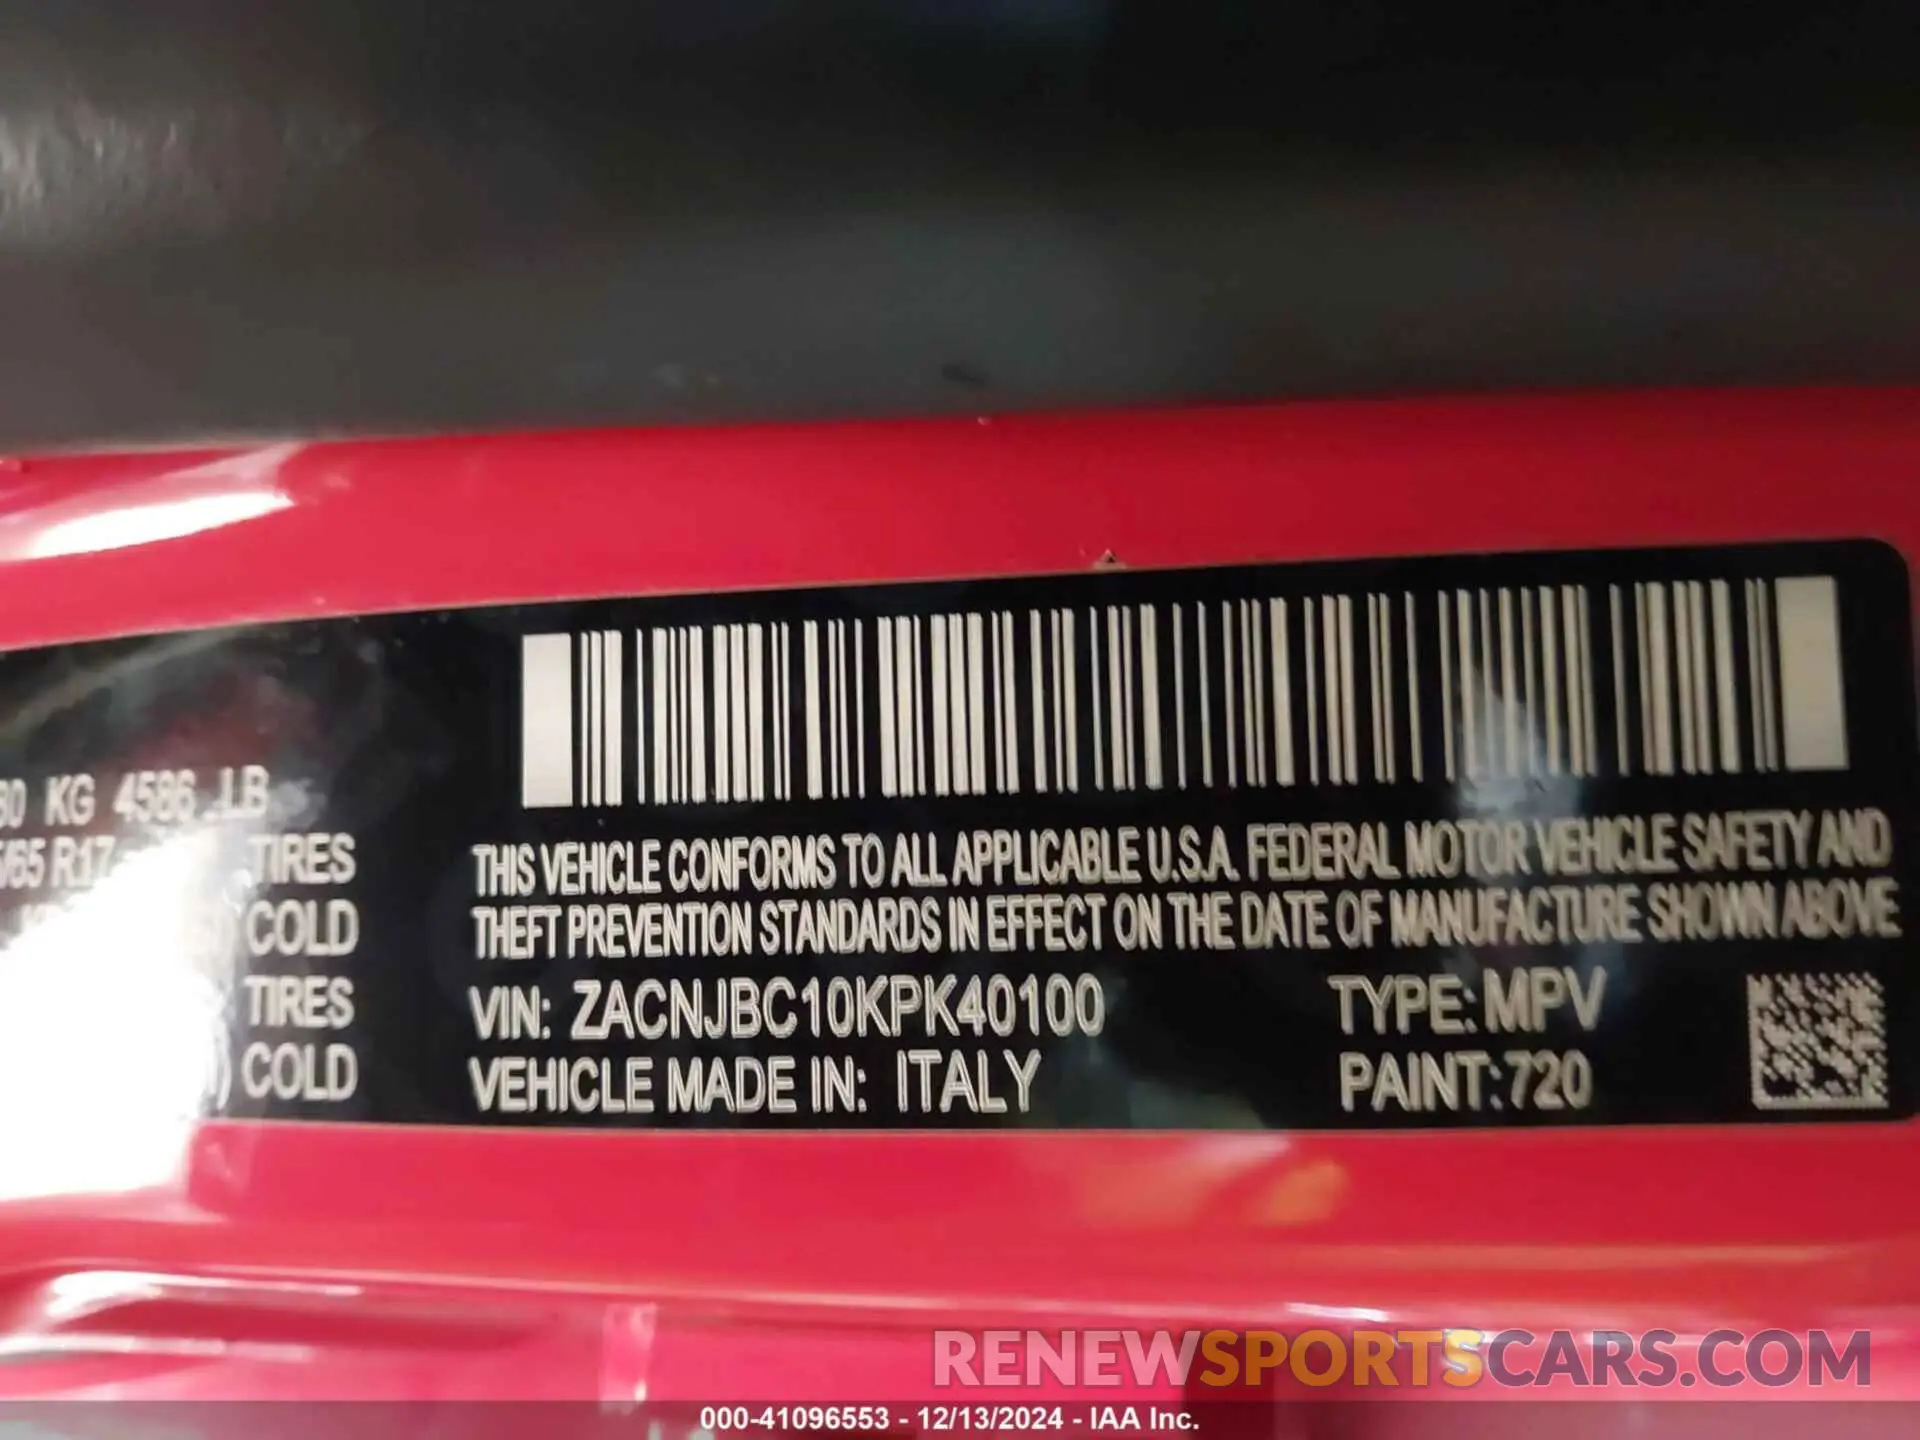 KG 4586 LB
/65 R17 TIRES
COLD
TIRES
) COLD
THIS VEHICLE CONFORMS TO ALL APPLICABLE U.S.A. FEDERAL MOTOR VEHICLE SAFETY AND
THEFT PREVENTION STANDARDS IN EFFECT ON THE DATE OF MANUFACTURE SHOWN ABOVE
VIN: ZACNJBC10KPK40100 TYPE: MPV
VEHICLE MADE IN: ITALY PAINT: 720
RENEWSPORTSCARS.COM
000-41096553 - 12/13/2024 - IAA Inc.